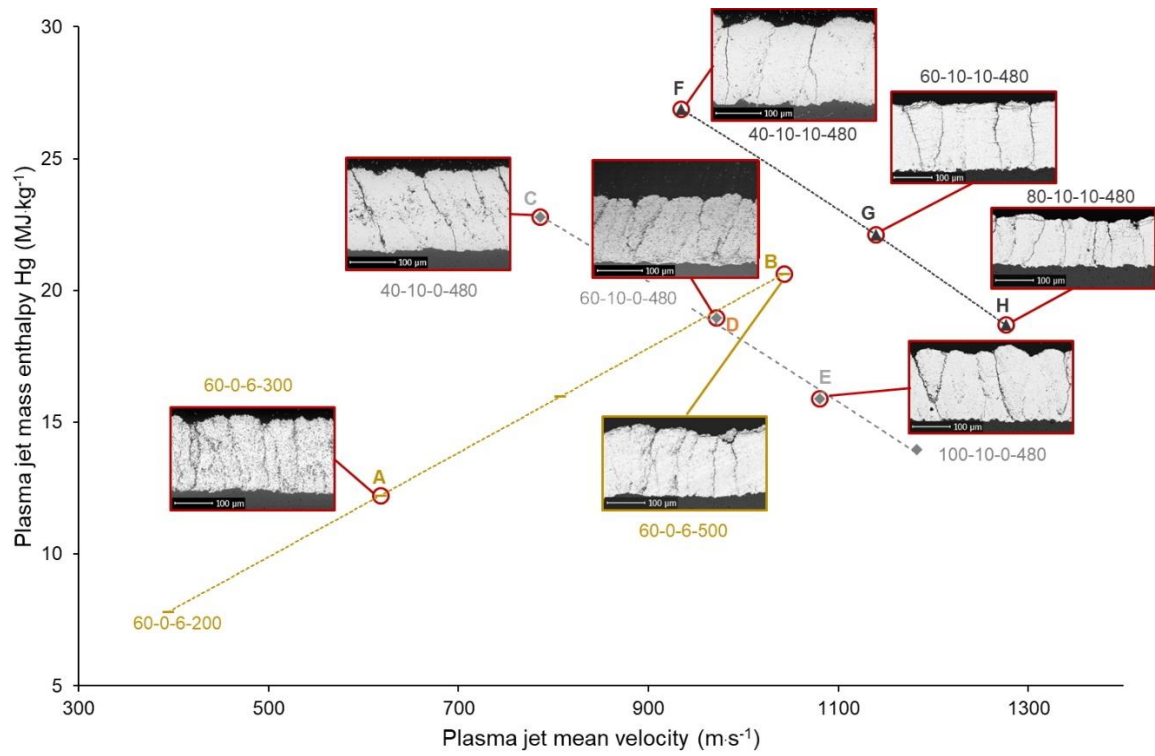 30
25
20
15
10
5
Plasma jet mass enthalpy Hg (MJ·kg⁻¹)
F
100 µm
40-10-10-480
60-10-10-480
100 µm
G
80-10-10-480
100 µm
H
100 µm
40-10-0-480
C
100 µm
60-10-0-480
B
D
E
100 µm
100-10-0-480
60-0-6-300
100 µm
A
100 µm
60-0-6-500
60-0-6-200
300
500
700
900
1100
1300
Plasma jet mean velocity (m·s⁻¹)